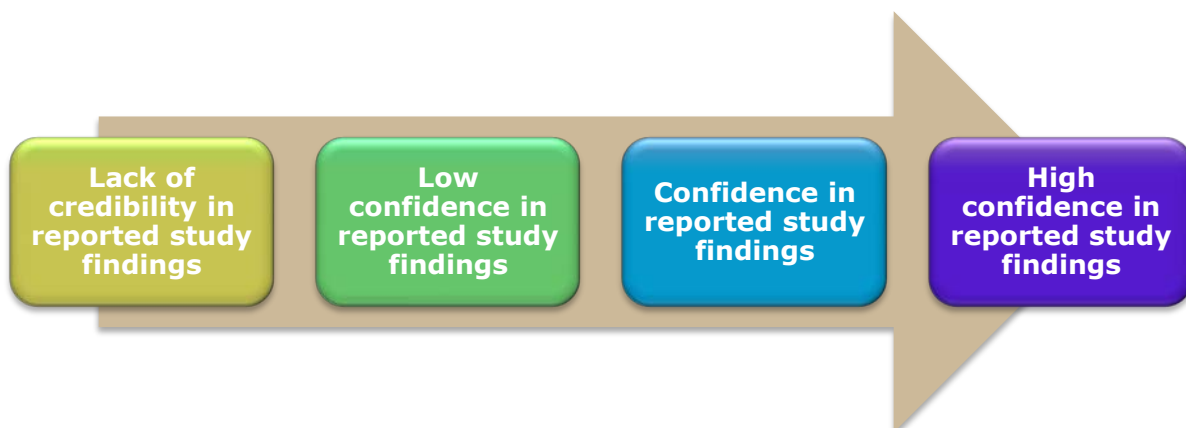 Lack of
credibility in
reported study
findings
Low
confidence in
reported study
findings
Confidence in
reported study
findings
High
confidence in
reported study
findings